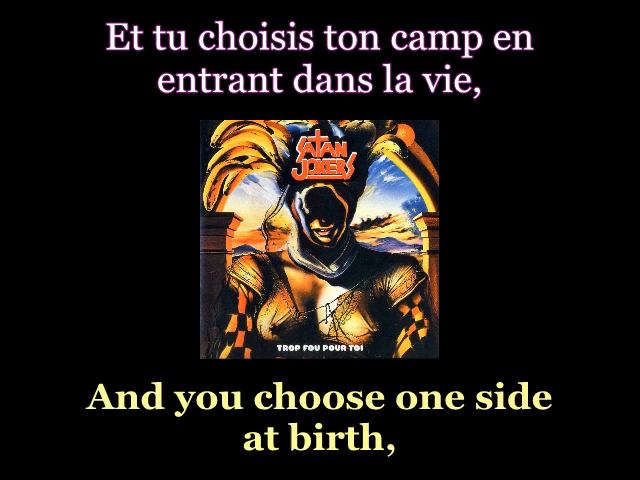 Et tu choisis ton camp en
entrant dans la vie,
SATAN
JOKERS
TROP FOU POUR TOI
And you choose one side
at birth,